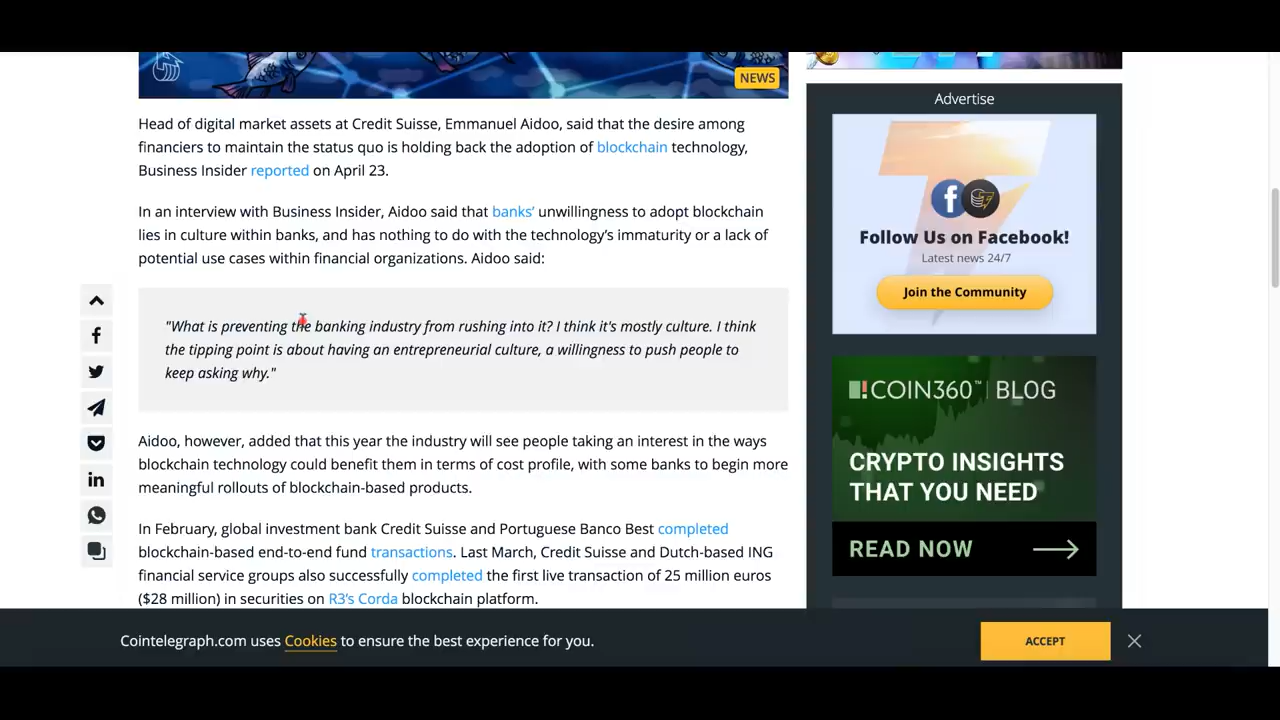 NEWS
Head of digital market assets at Credit Suisse, Emmanuel Aidoo, said that the desire among
financiers to maintain the status quo is holding back the adoption of blockchain technology,
Business Insider reported on April 23.
In an interview with Business Insider, Aidoo said that banks’ unwillingness to adopt blockchain
lies in culture within banks, and has nothing to do with the technology’s immaturity or a lack of
potential use cases within financial organizations. Aidoo said:
"What is preventing the banking industry from rushing into it? I think it's mostly culture. I think
the tipping point is about having an entrepreneurial culture, a willingness to push people to
keep asking why."
Aidoo, however, added that this year the industry will see people taking an interest in the ways
blockchain technology could benefit them in terms of cost profile, with some banks to begin more
meaningful rollouts of blockchain-based products.
In February, global investment bank Credit Suisse and Portuguese Banco Best completed
blockchain-based end-to-end fund transactions. Last March, Credit Suisse and Dutch-based ING
financial service groups also successfully completed the first live transaction of 25 million euros
($28 million) in securities on R3’s Corda blockchain platform.
Advertise
Follow Us on Facebook!
Latest news 24/7
Join the Community
COIN360™ BLOG
CRYPTO INSIGHTS
THAT YOU NEED
READ NOW
Cointelegraph.com uses Cookies to ensure the best experience for you.
ACCEPT